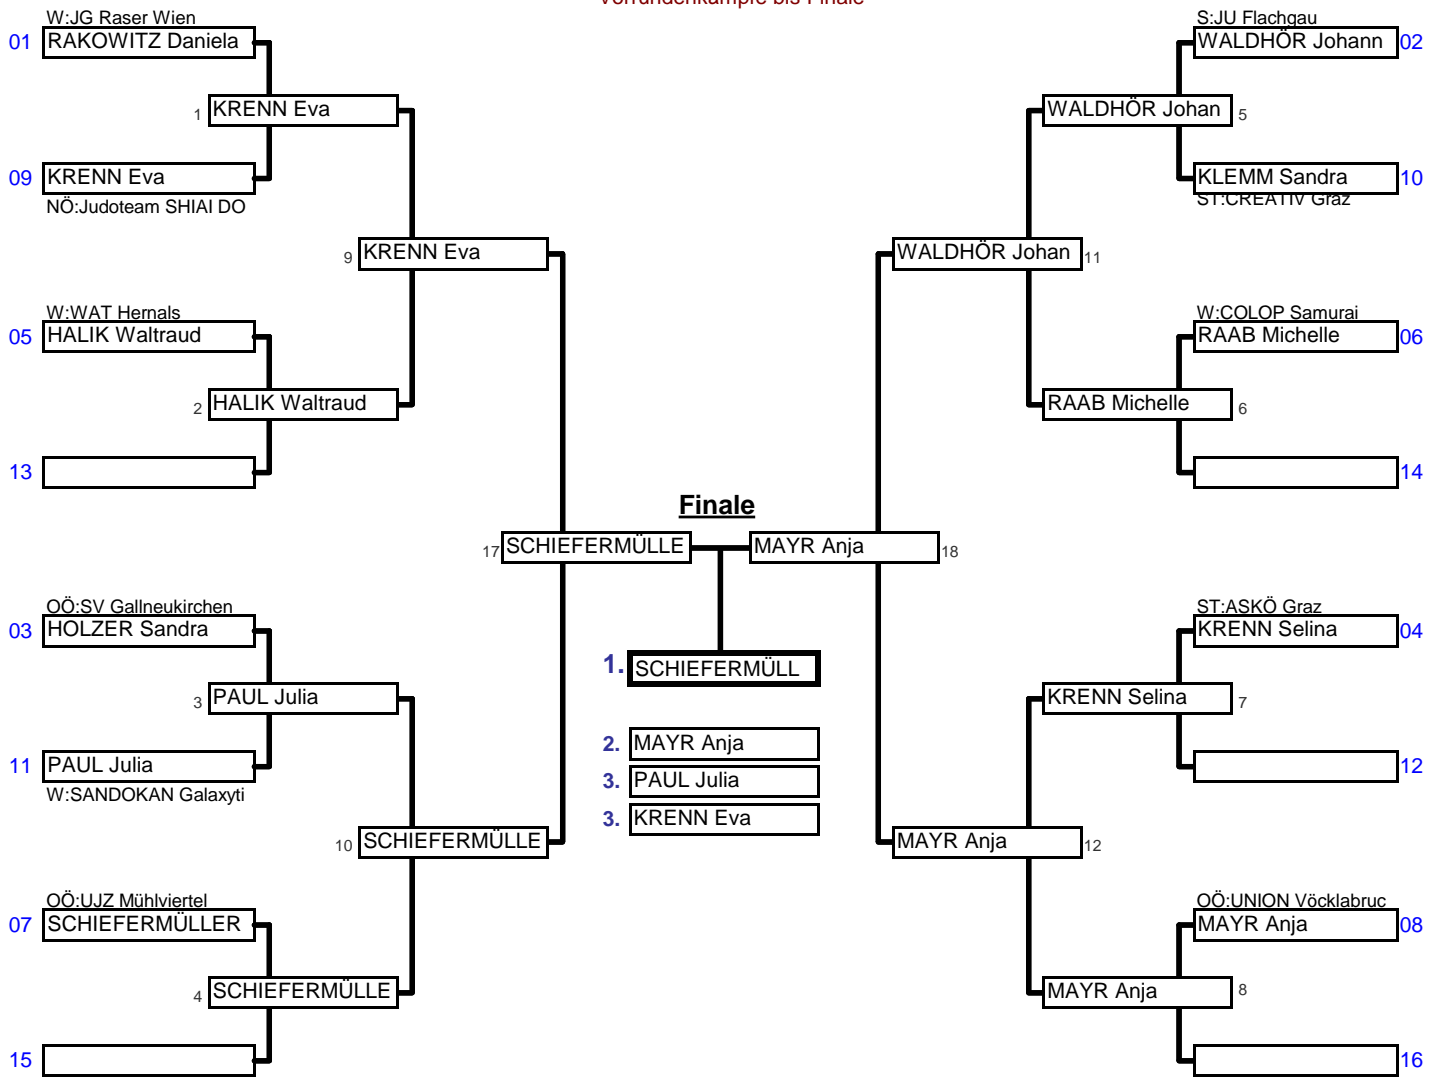 Vorrundenkämpfe bis Finale
W:JG Raser Wien
01 RAKOWITZ Daniela
1 KRENN Eva
09 KRENN Eva
NÖ:Judoteam SHIAI DO
9 KRENN Eva
W:WAT Hernals
05 HALIK Waltraud
2 HALIK Waltraud
13
17 SCHIEFERMÜLLE
OÖ:SV Gallneukirchen
03 HOLZER Sandra
3 PAUL Julia
11 PAUL Julia
W:SANDOKAN Galaxyti
10 SCHIEFERMÜLLE
OÖ:UJZ Mühlviertel
07 SCHIEFERMÜLLER
4 SCHIEFERMÜLLE
15
Finale
1. SCHIEFERMÜLL
2. MAYR Anja
3. PAUL Julia
3. KRENN Eva
S:JU Flachgau
WALDHÖR Johann 02
WALDHÖR Johan 5
KLEMM Sandra 10
ST:CREATIV Graz
WALDHÖR Johan 11
W:COLOP Samurai
RAAB Michelle 06
RAAB Michelle 6
14
MAYR Anja 18
ST:ASKÖ Graz
KRENN Selina 04
KRENN Selina 7
12
MAYR Anja 12
OÖ:UNION Vöcklabruc
MAYR Anja 08
MAYR Anja 8
16